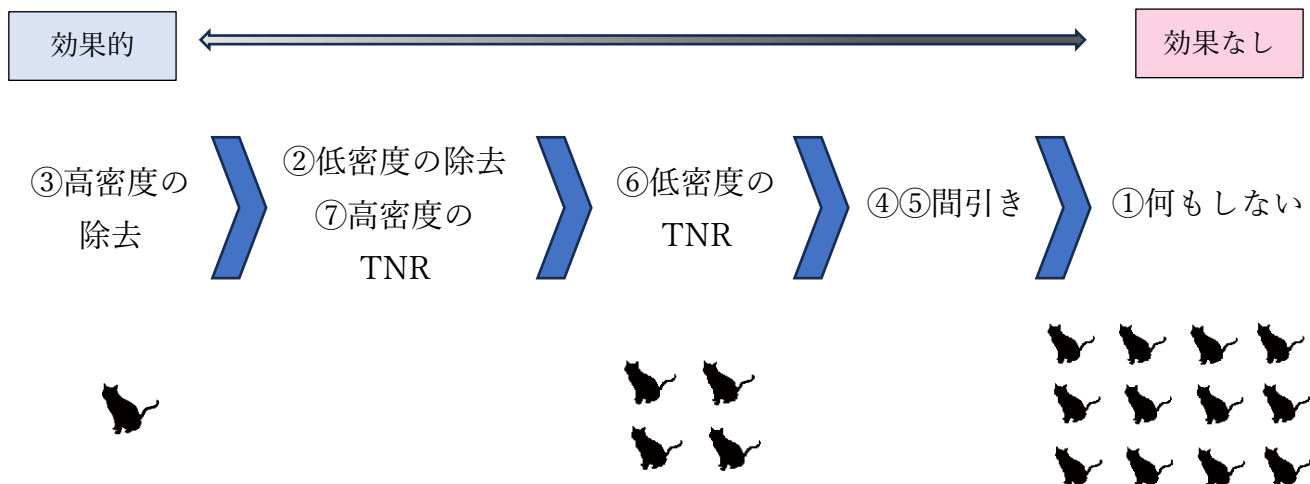 効果的
効果なし
③高密度の
除去
②低密度の除去
⑦高密度の
TNR
⑥低密度の
TNR
④⑤間引き
①何もしない